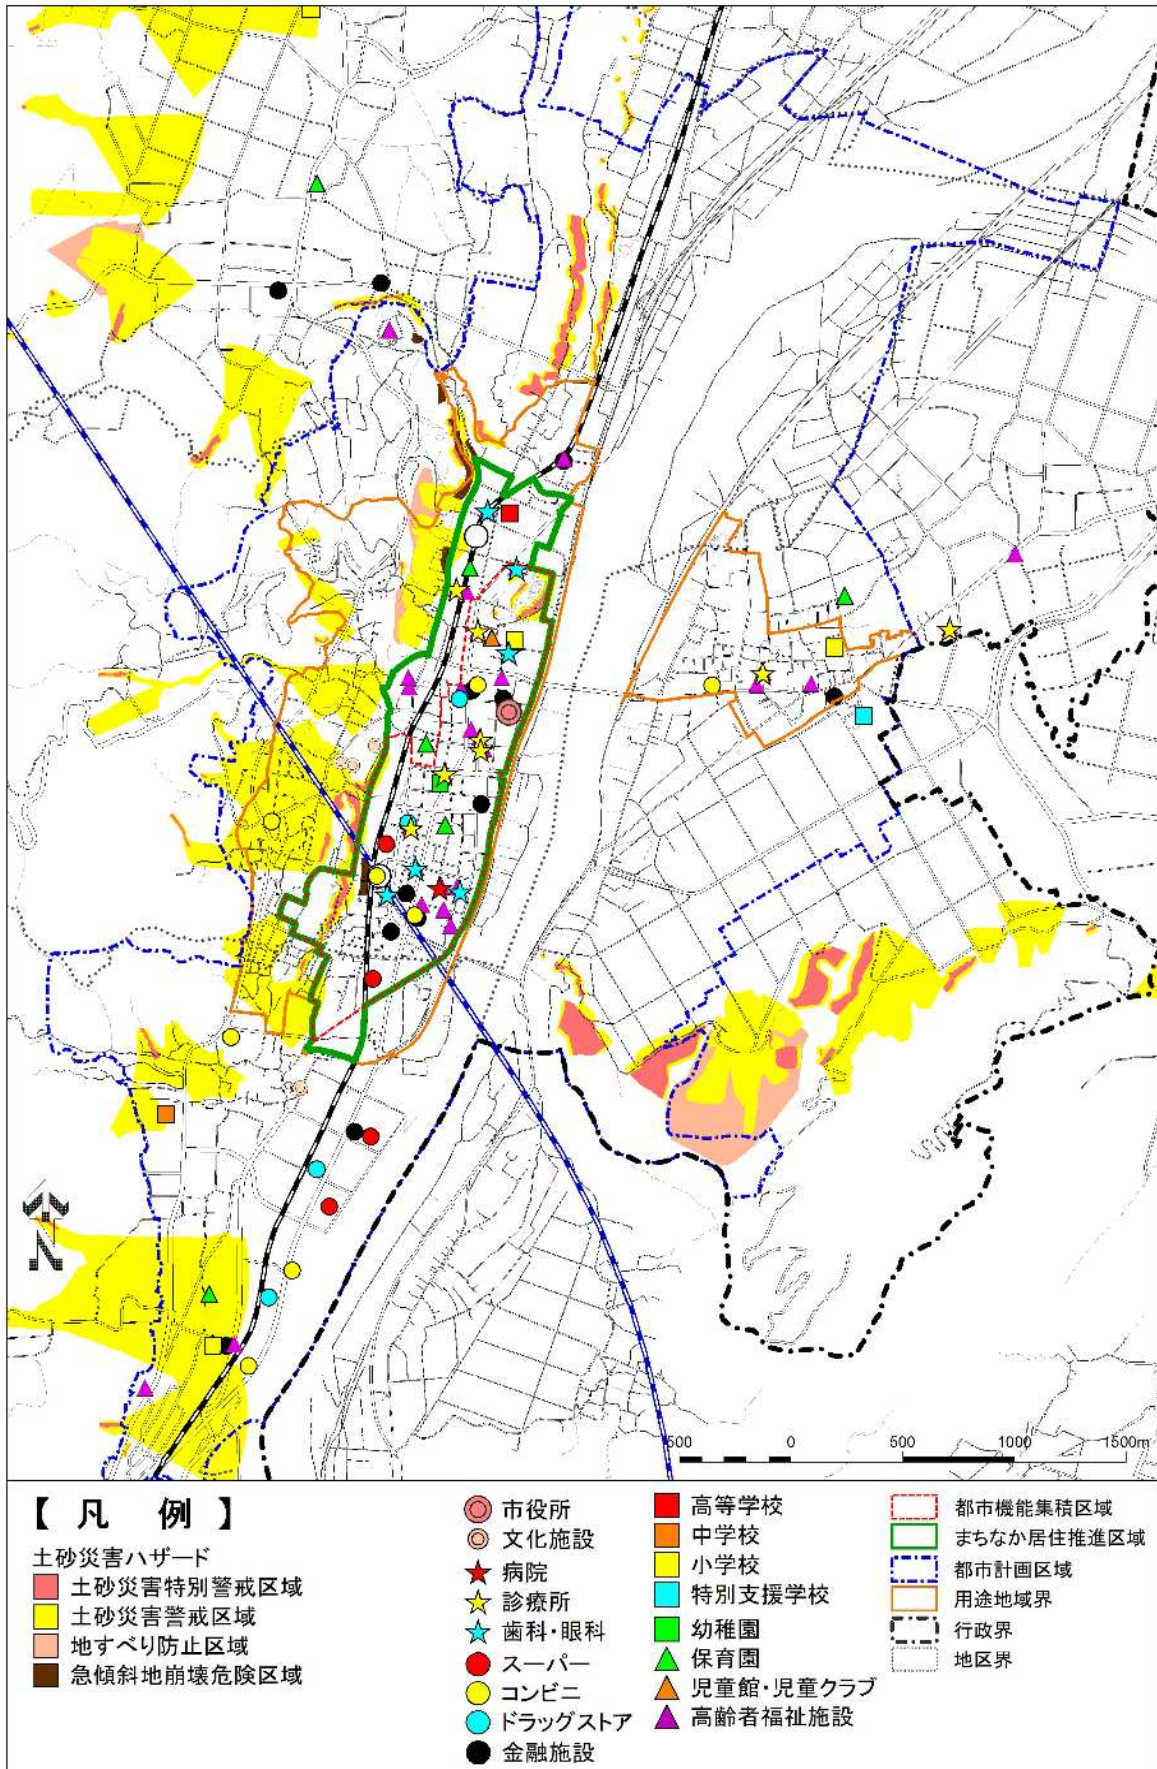 500 0 500 1000 1500m
N
【 凡 例 】
土砂災害ハザード
土砂災害特別警戒区域
土砂災害警戒区域
地すべり防止区域
急傾斜地崩壊危険区域
市役所
文化施設
病院
診療所
歯科・眼科
スーパー
コンビニ
ドラッグストア
金融施設
高等学校
中学校
小学校
特別支援学校
幼稚園
保育園
児童館・児童クラブ
高齢者福祉施設
都市機能集積区域
まちなか居住推進区域
都市計画区域
用途地域界
行政界
地区界